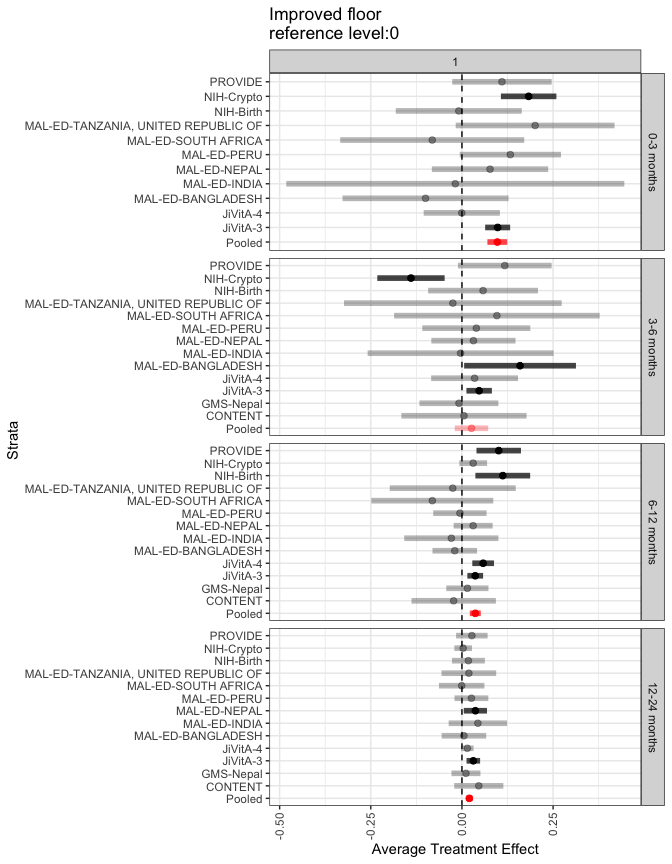 Improved floor
reference level:0
1
PROVIDE
NIH-Crypto
NIH-Birth
MAL-ED-TANZANIA, UNITED REPUBLIC OF
MAL-ED-SOUTH AFRICA
MAL-ED-PERU
MAL-ED-NEPAL
MAL-ED-INDIA
MAL-ED-BANGLADESH
JiVitA-4
JiVitA-3
Pooled
0-3 months
PROVIDE
NIH-Crypto
NIH-Birth
MAL-ED-TANZANIA, UNITED REPUBLIC OF
MAL-ED-SOUTH AFRICA
MAL-ED-PERU
MAL-ED-NEPAL
MAL-ED-INDIA
MAL-ED-BANGLADESH
JiVitA-4
JiVitA-3
GMS-Nepal
CONTENT
Pooled
3-6 months
Strata
PROVIDE
NIH-Crypto
NIH-Birth
MAL-ED-TANZANIA, UNITED REPUBLIC OF
MAL-ED-SOUTH AFRICA
MAL-ED-PERU
MAL-ED-NEPAL
MAL-ED-INDIA
MAL-ED-BANGLADESH
JiVitA-4
JiVitA-3
GMS-Nepal
CONTENT
Pooled
6-12 months
PROVIDE
NIH-Crypto
NIH-Birth
MAL-ED-TANZANIA, UNITED REPUBLIC OF
MAL-ED-SOUTH AFRICA
MAL-ED-PERU
MAL-ED-NEPAL
MAL-ED-INDIA
MAL-ED-BANGLADESH
JiVitA-4
JiVitA-3
GMS-Nepal
CONTENT
Pooled
12-24 months
-0.50
-0.25
0.00
0.25
Average Treatment Effect